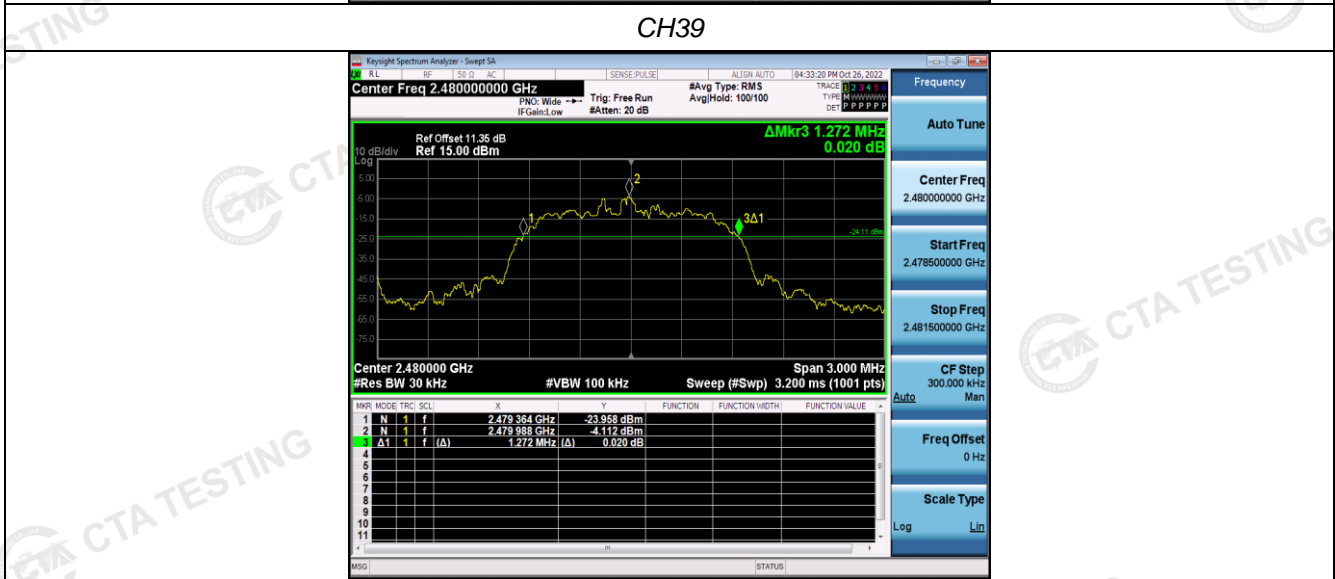 CH39
Keysight Spectrum Analyzer - Swept SA
RL RF 50 Ω AC SENSE:PULSE ALIGN AUTO 04:33:20 PM Oct 26, 2022
Center Freq 2.480000000 GHz
PNO: Wide
IFGain:Low
Trig: Free Run
#Atten: 20 dB
#Avg Type: RMS
Avg|Hold: 100/100
TRACE 1 2 3 4 5 6
TYPE M W W W W W
DET P P P P P P
Frequency
Auto Tune
Center Freq
2.480000000 GHz
Start Freq
2.478500000 GHz
Stop Freq
2.481500000 GHz
CF Step
300.000 kHz
Auto Man
Freq Offset
0 Hz
Scale Type
Log Lin
ΔMkr3 1.272 MHz
0.020 dB
Ref Offset 11.35 dB
10 dB/div Ref 15.00 dBm
Log
5.00
-5.00
-15.0
-25.0
-35.0
-45.0
-55.0
-65.0
-75.0
1
2
3Δ1
-24.11 dBm
Center 2.480000 GHz Span 3.000 MHz
#Res BW 30 kHz #VBW 100 kHz Sweep (#Swp) 3.200 ms (1001 pts)
MKR MODE TRC SCL X Y FUNCTION FUNCTION WIDTH FUNCTION VALUE
1 N 1 f 2.479 364 GHz -23.958 dBm
2 N 1 f 2.479 988 GHz -4.112 dBm
3 Δ1 1 f (Δ) 1.272 MHz (Δ) 0.020 dB
4
5
6
7
8
9
10
11
MSG STATUS
STING
CTA
CTA TESTING
CTA TESTING